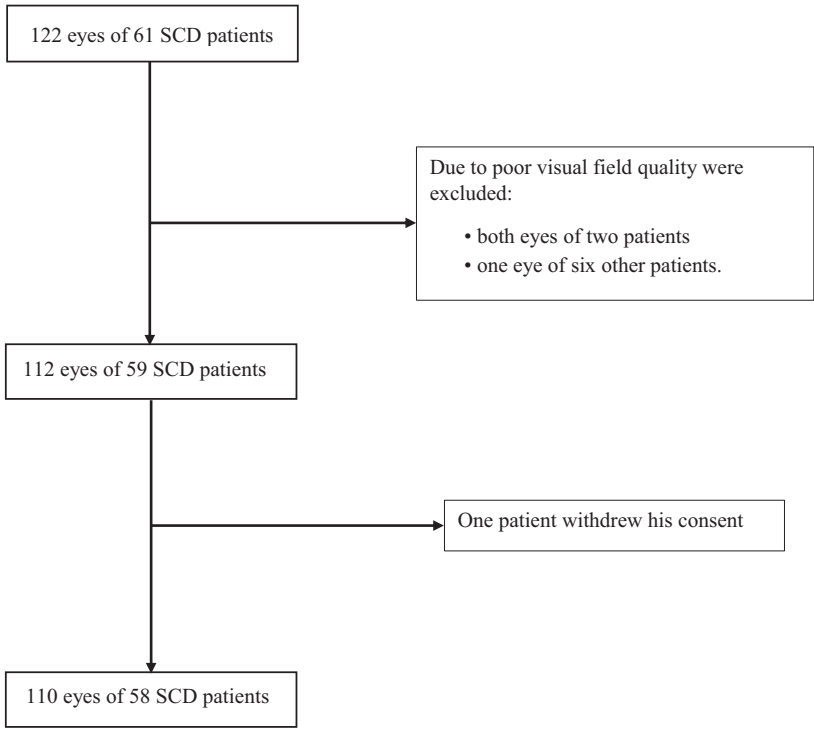 122 eyes of 61 SCD patients
Due to poor visual field quality were
excluded:
• both eyes of two patients
• one eye of six other patients.
112 eyes of 59 SCD patients
One patient withdrew his consent
110 eyes of 58 SCD patients